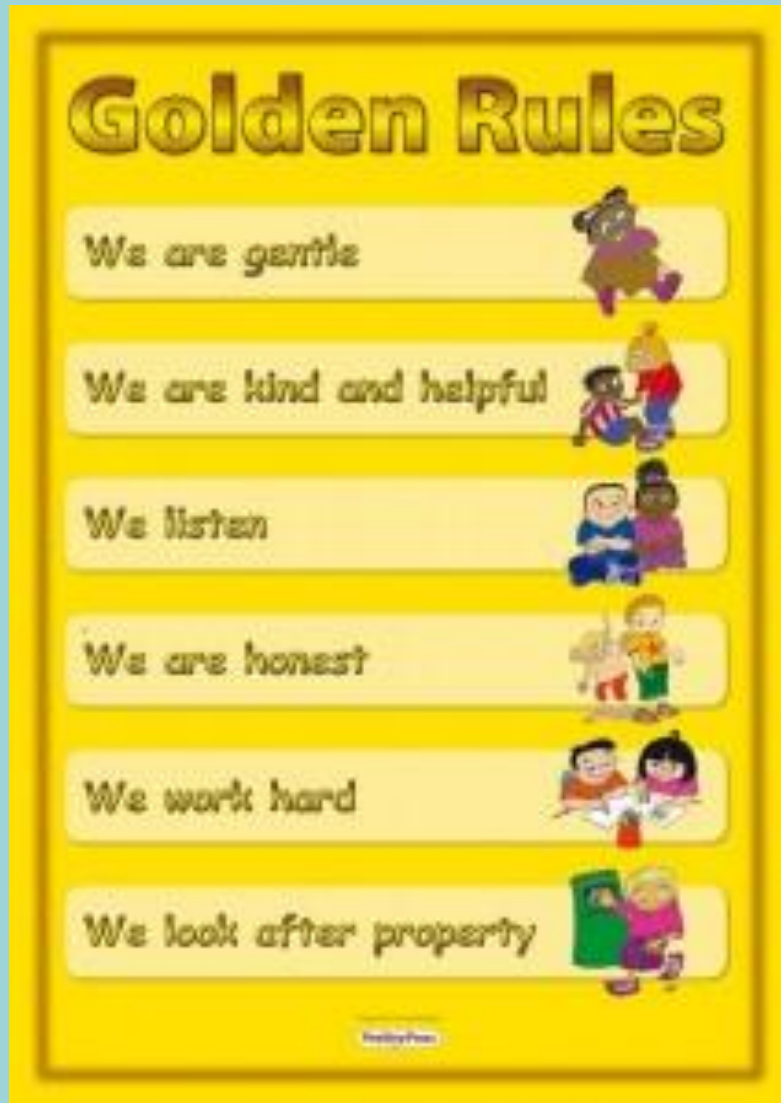 Golden Rules
We are gentle
We are kind and helpful
We listen
We are honest
We work hard
We look after property